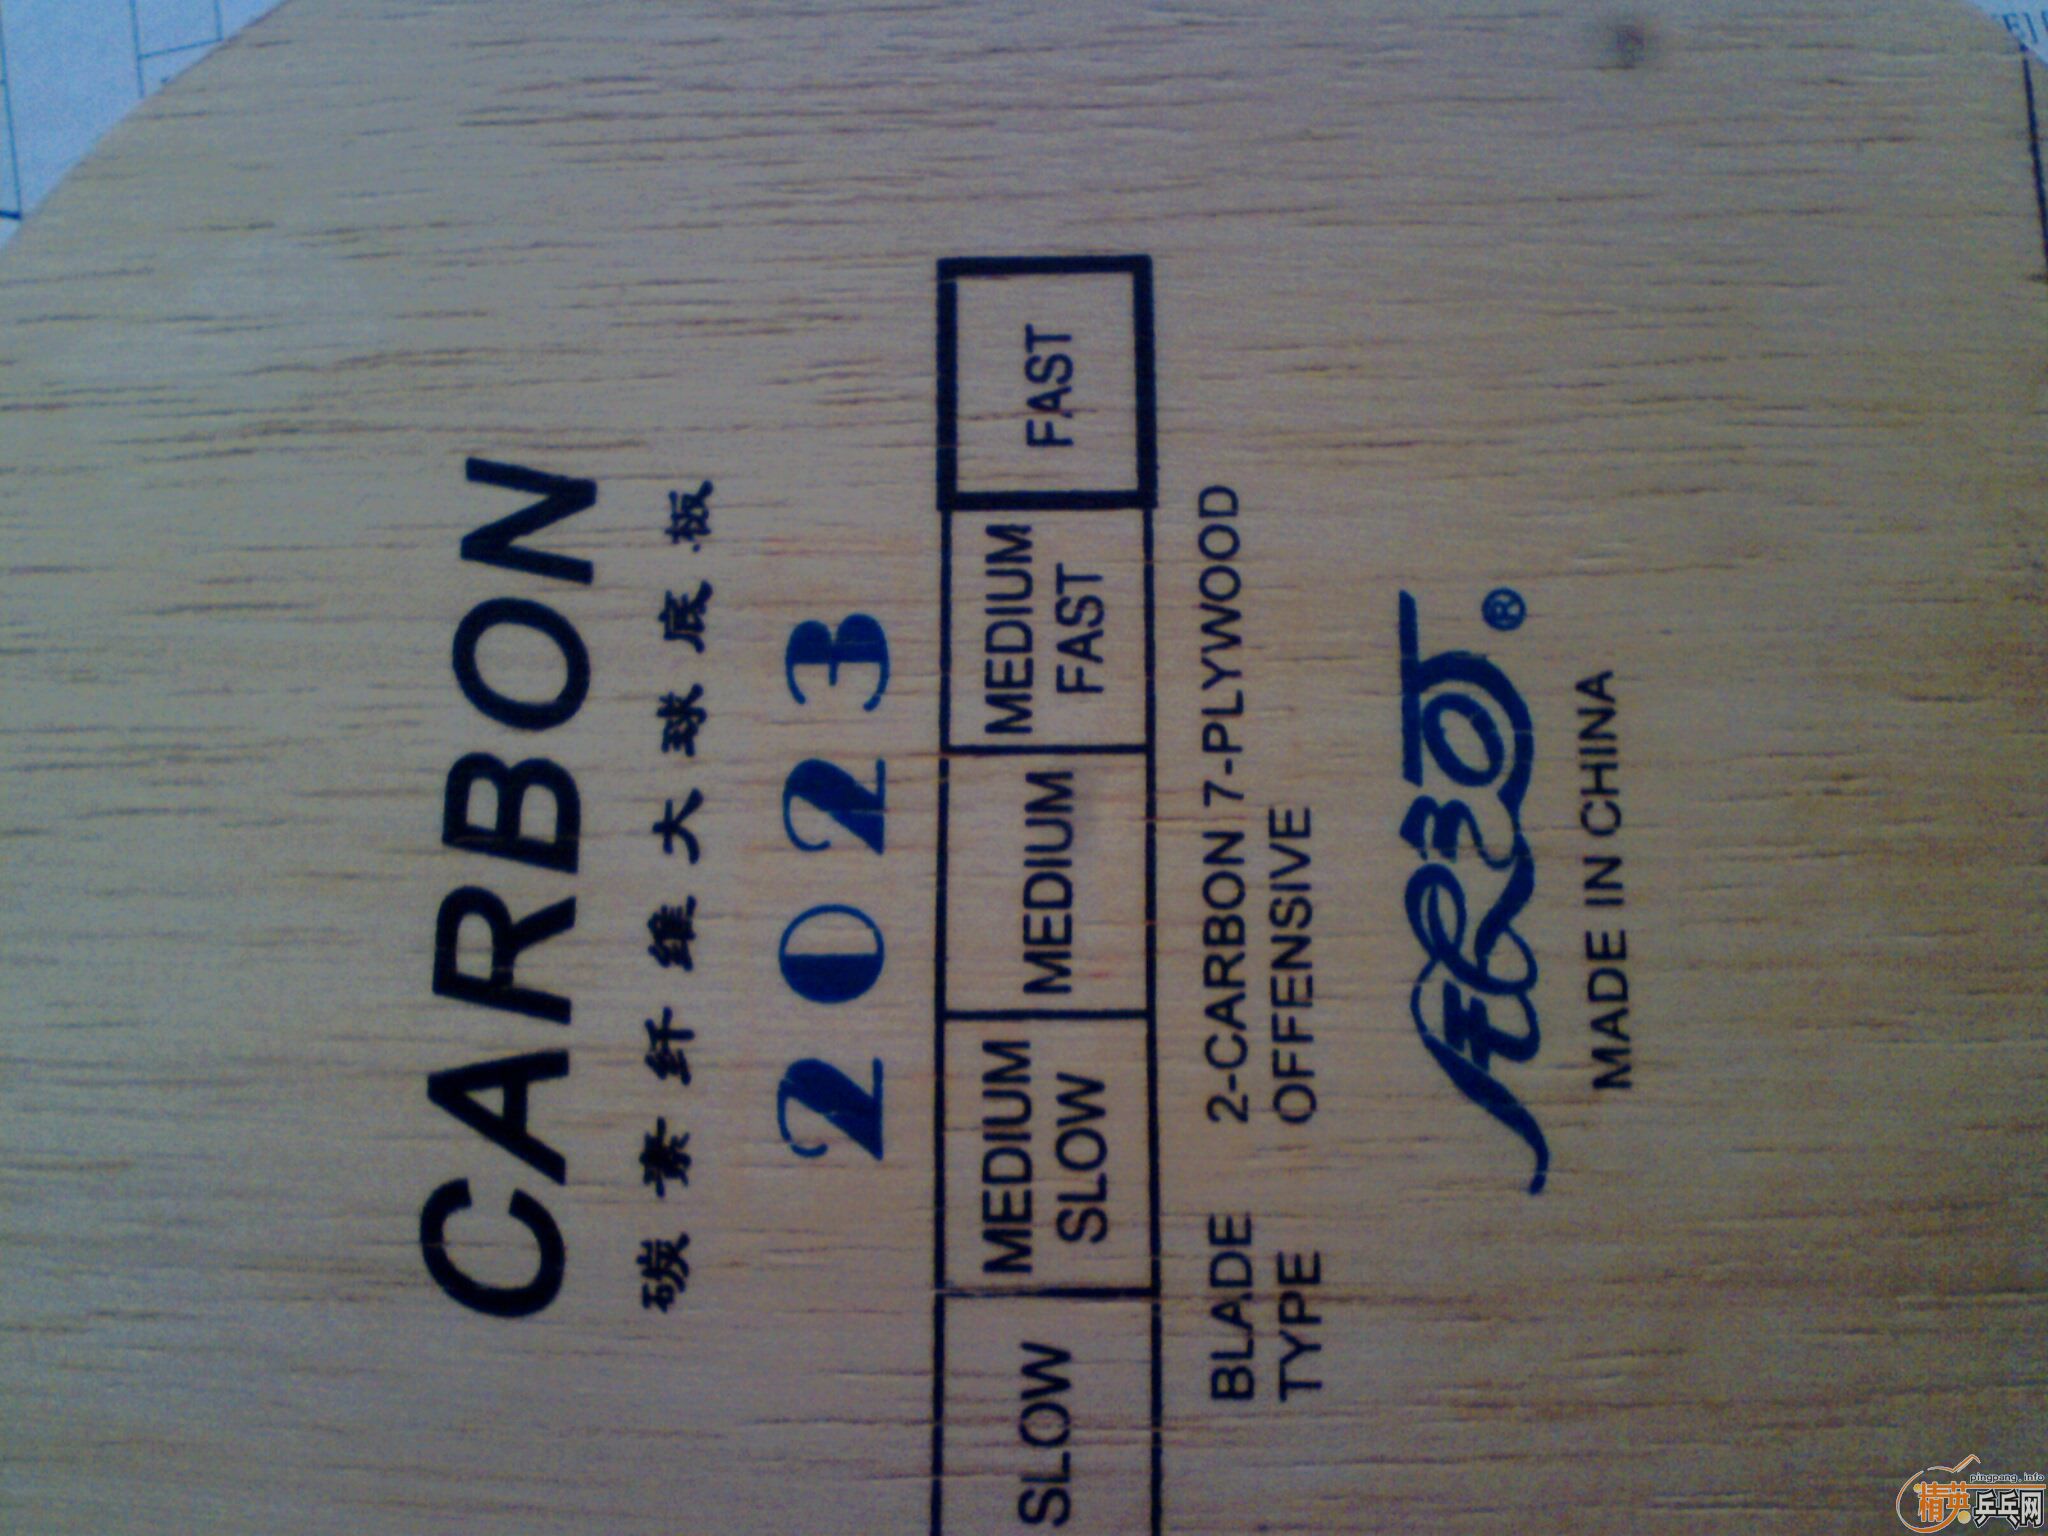 CARBON
碳素纤维大球底板
2023
SLOW
MEDIUM SLOW
MEDIUM
MEDIUM FAST
FAST
BLADE 2-CARBON 7-PLYWOOD
TYPE OFFENSIVE
®
MADE IN CHINA
pingpang.info
精英乒乓网